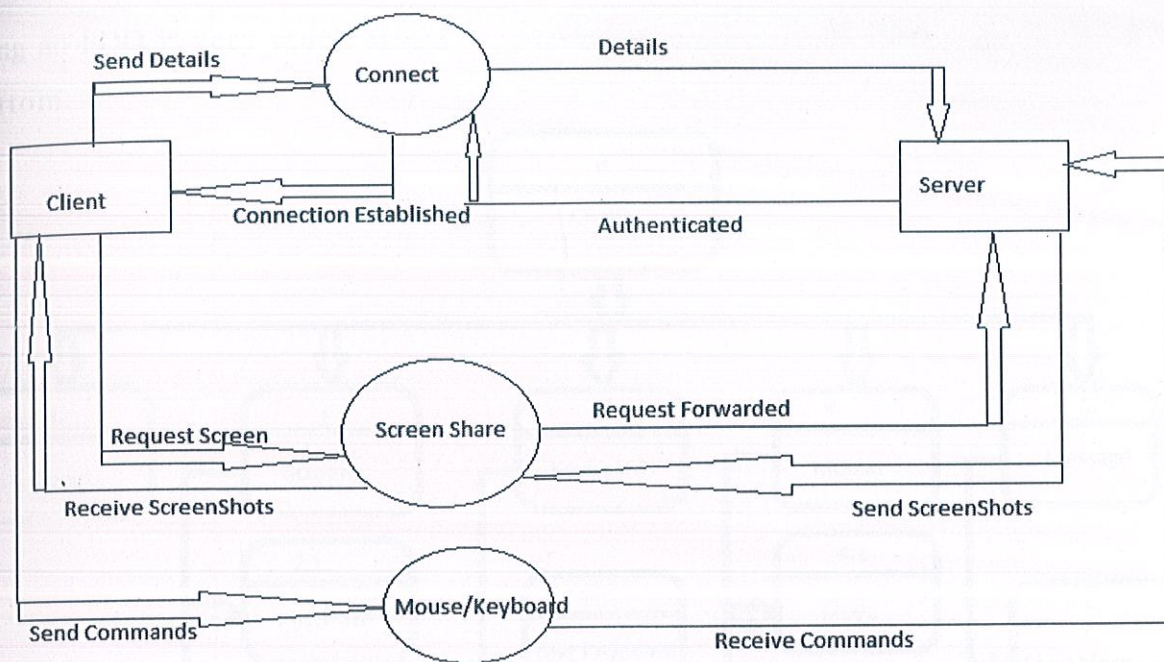 Send Details
Connect
Details
Client
Server
Connection Established
Authenticated
Request Forwarded
Screen Share
Request Screen
Receive ScreenShots
Send ScreenShots
Mouse/Keyboard
Send Commands
Receive Commands